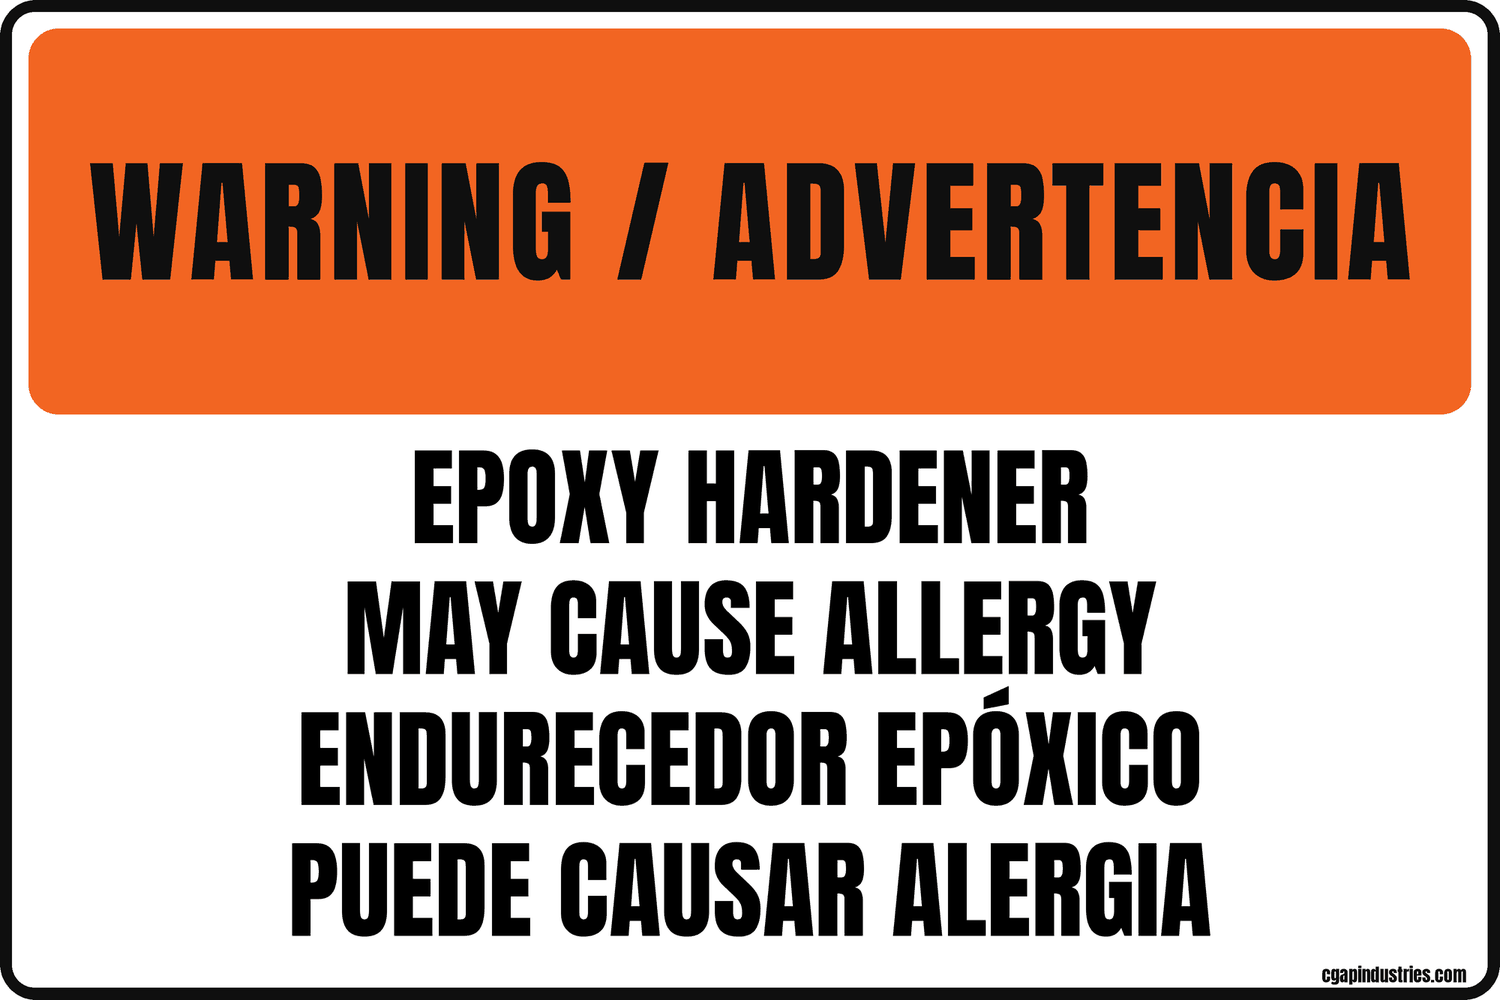 WARNING / ADVERTENCIA
EPOXY HARDENER
MAY CAUSE ALLERGY
ENDURECEDOR EPÓXICO
PUEDE CAUSAR ALERGIA
cgapindustries.com